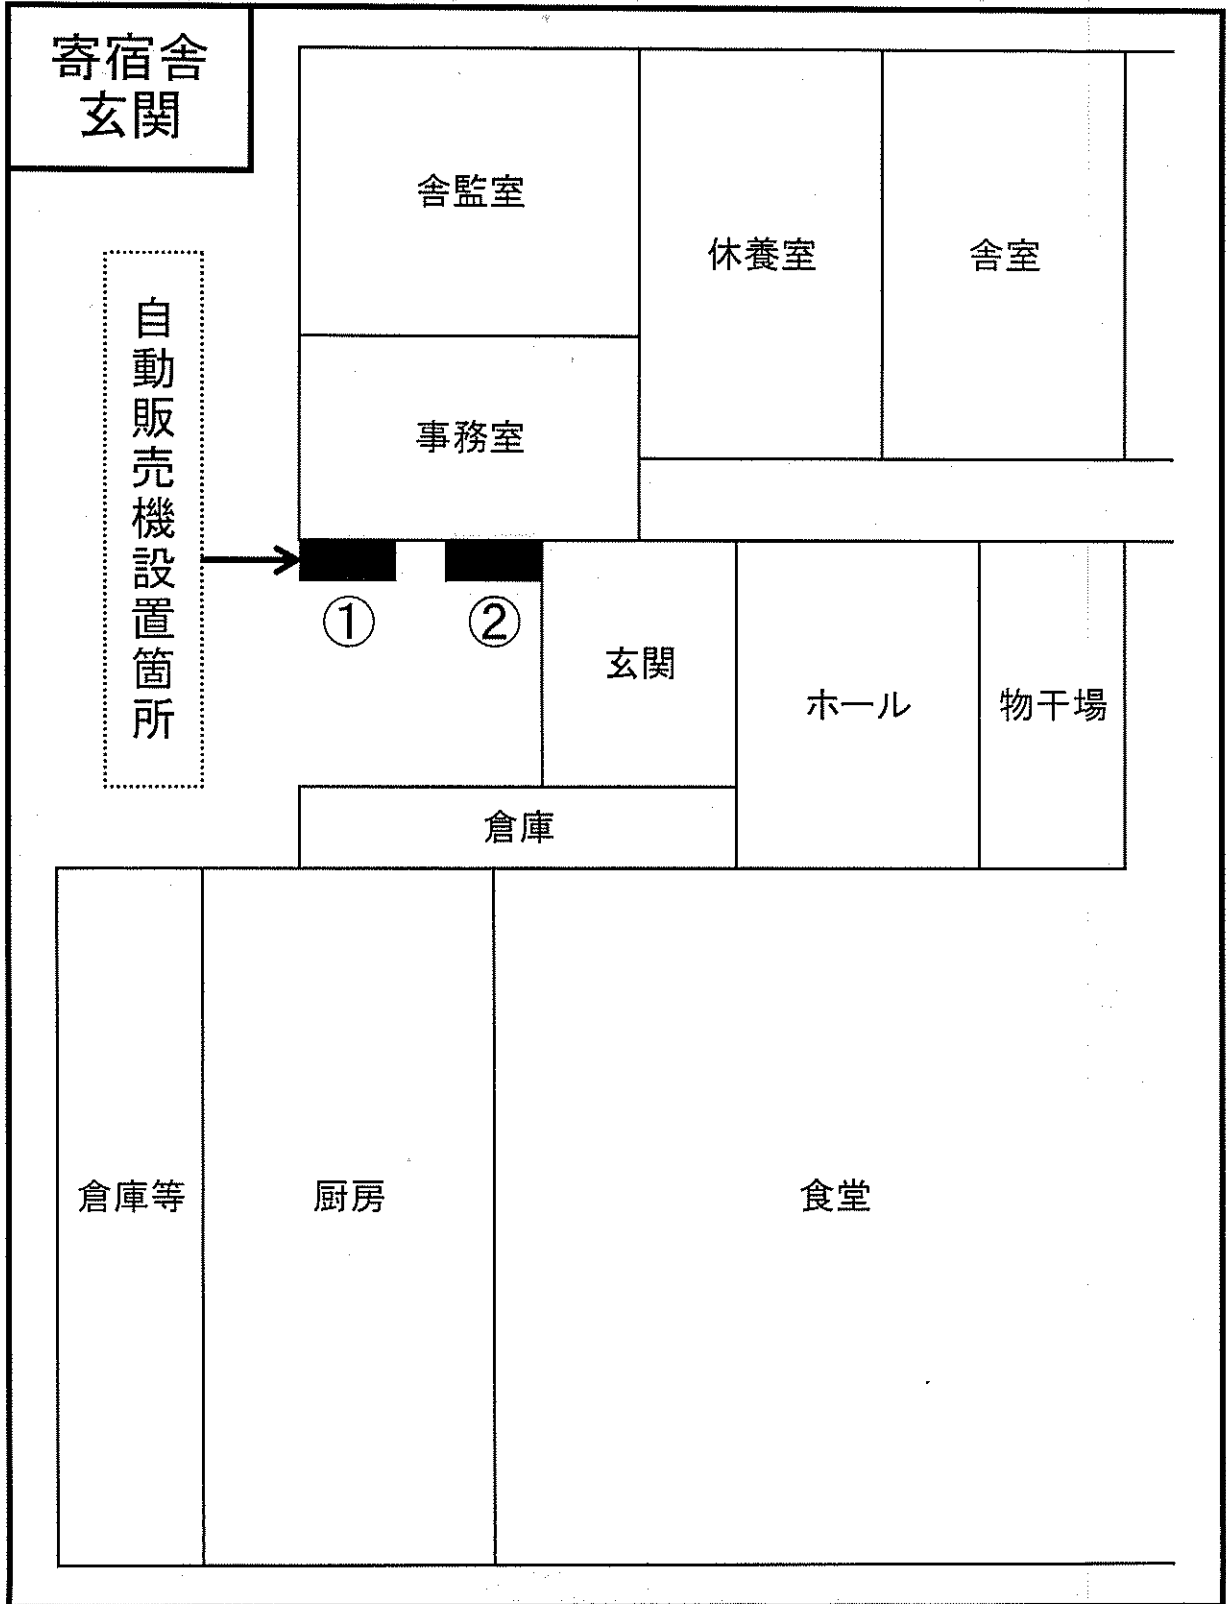 寄宿舎
玄関
舎監室
休養室
舎室
自動販売機設置箇所
事務室
①
②
玄関
ホール
物干場
倉庫
倉庫等
厨房
食堂